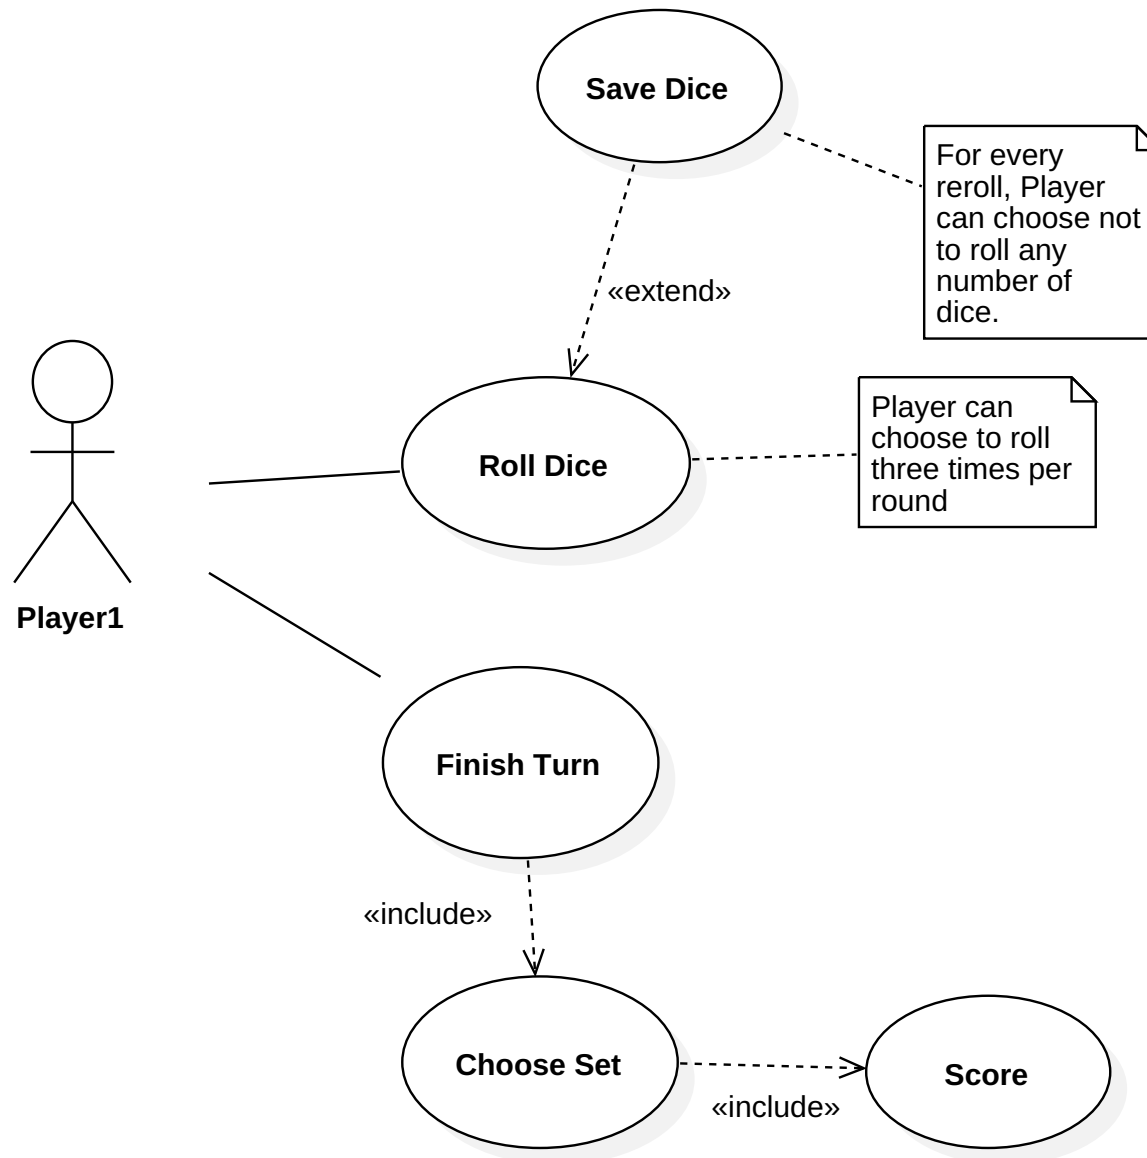 Save Dice
For every
reroll, Player
can choose not
to roll any
number of
dice.
«extend»
Roll Dice
Player can
choose to roll
three times per
round
Player1
Finish Turn
«include»
Choose Set
Score
«include»